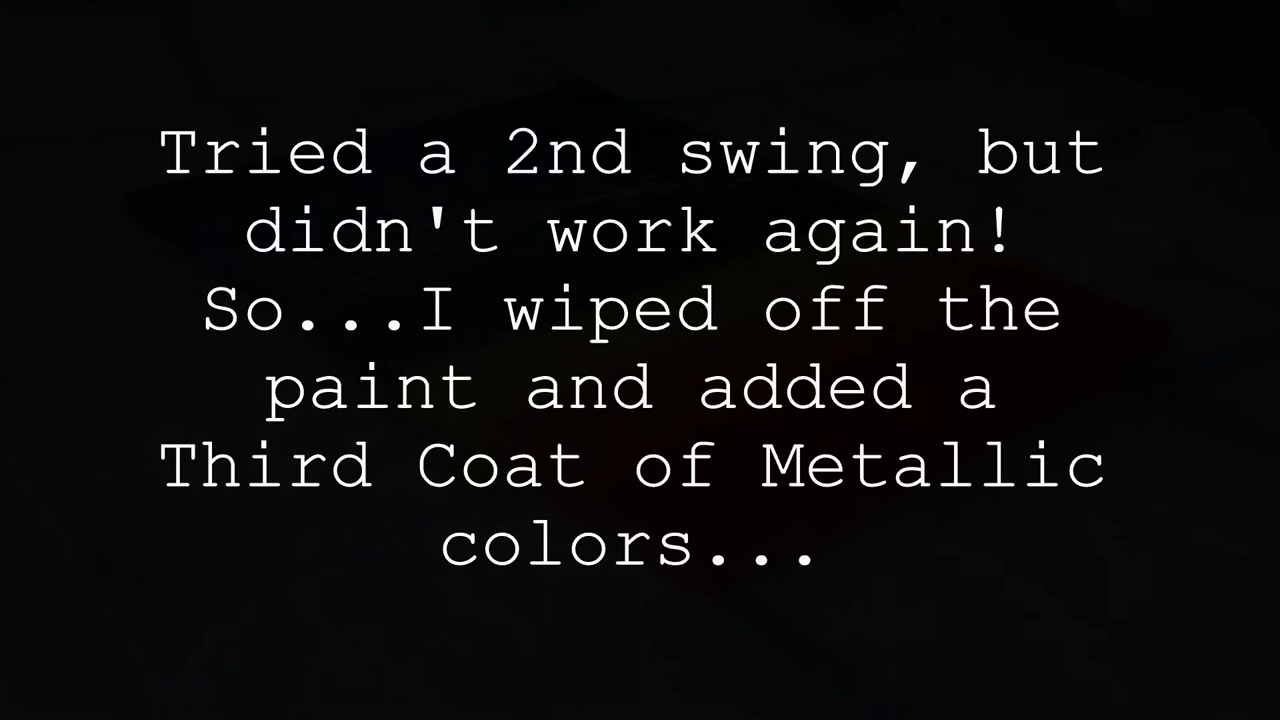 Tried a 2nd swing, but
didn't work again!
So...I wiped off the
paint and added a
Third Coat of Metallic
colors...